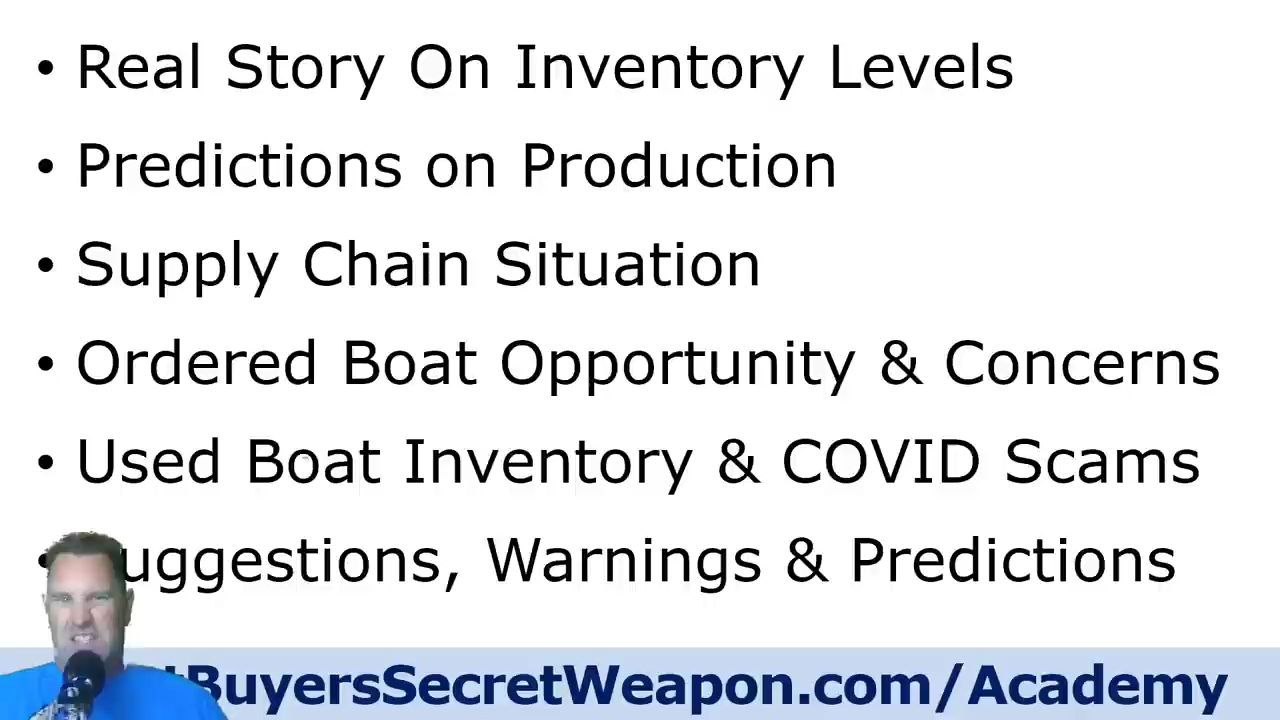 • Real Story On Inventory Levels
• Predictions on Production
• Supply Chain Situation
• Ordered Boat Opportunity & Concerns
• Used Boat Inventory & COVID Scams
• uggestions, Warnings & Predictions
tBuyersSecretWeapon.com/Academy